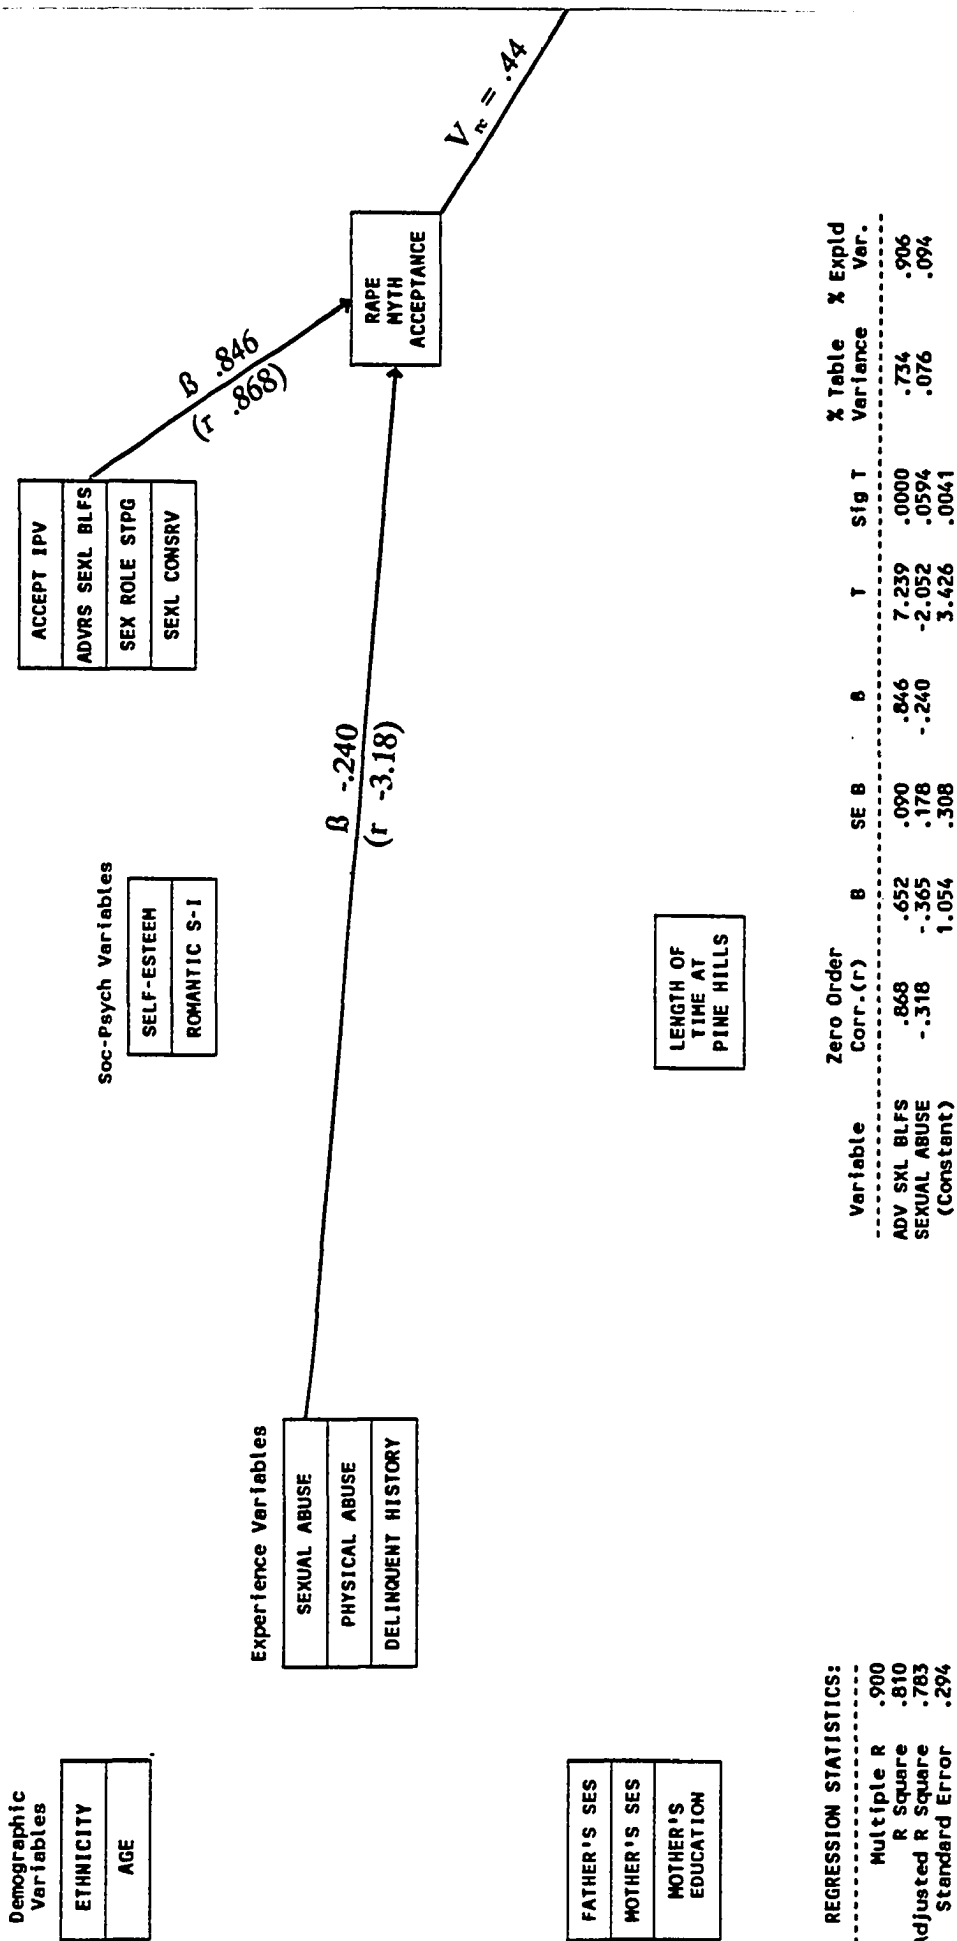 Demographic
Variables
ETHNICITY
AGE
FATHER'S SES
MOTHER'S SES
MOTHER'S
EDUCATION
Experience Variables
SEXUAL ABUSE
PHYSICAL ABUSE
DELINQUENT HISTORY
Soc-Psych Variables
SELF-ESTEEM
ROMANTIC S-I
LENGTH OF
TIME AT
PINE HILLS
ACCEPT IPV
ADVRS SEXL BLFS
SEX ROLE STPG
SEXL CONSRV
ß .846
(r .868)
ß -.240
(r -3.18)
RAPE
MYTH
ACCEPTANCE
Vre = .44
REGRESSION STATISTICS:
Multiple R .900
R Square .810
Adjusted R Square .783
Standard Error .294
Variable Zero Order Corr.(r) B SE B ß T Sig T % Table Variance % Expld Var.
ADV SXL BLFS .868 .652 .090 .846 7.239 .0000 .734 .906
SEXUAL ABUSE -.318 -.365 .178 -.240 -2.052 .0594 .076 .094
(Constant) 1.054 .308 3.426 .0041